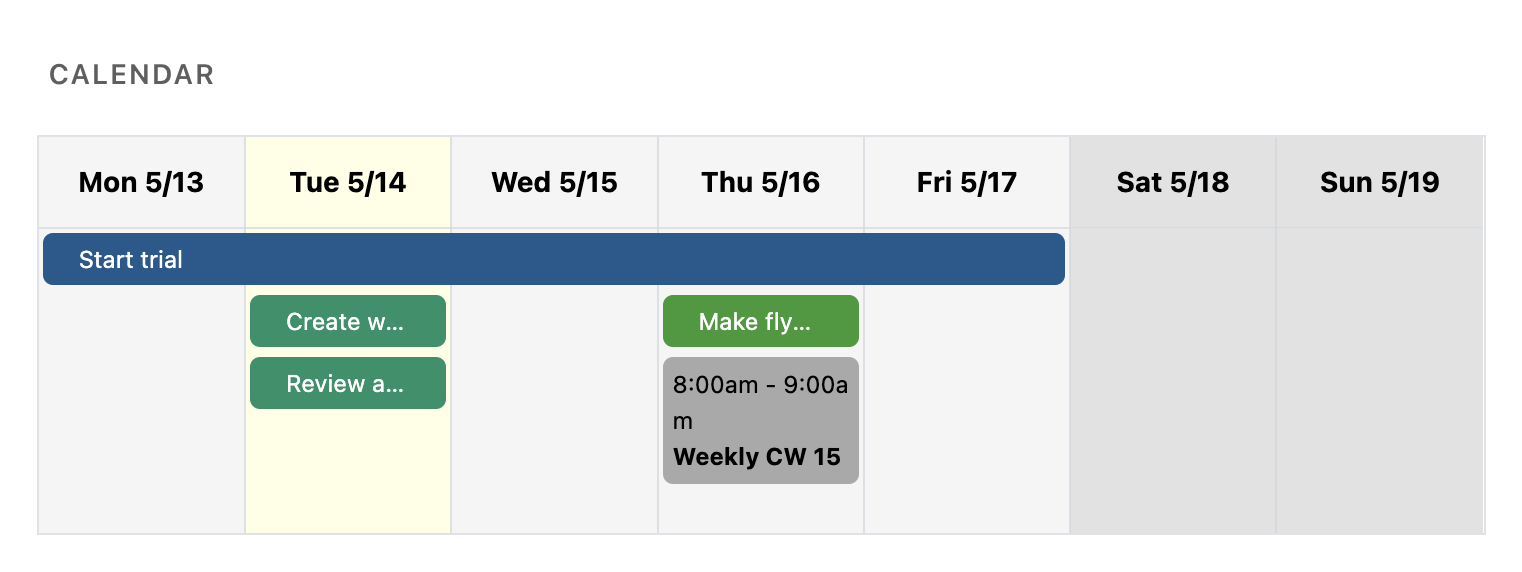 CALENDAR
Mon 5/13 Tue 5/14 Wed 5/15 Thu 5/16 Fri 5/17 Sat 5/18 Sun 5/19
Start trial
Create w... Make fly...
Review a...
8:00am - 9:00a
m
Weekly CW 15